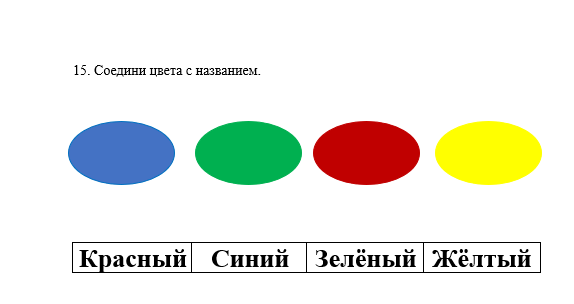 15. Соедини цвета с названием.
Красный Синий Зелёный Жёлтый